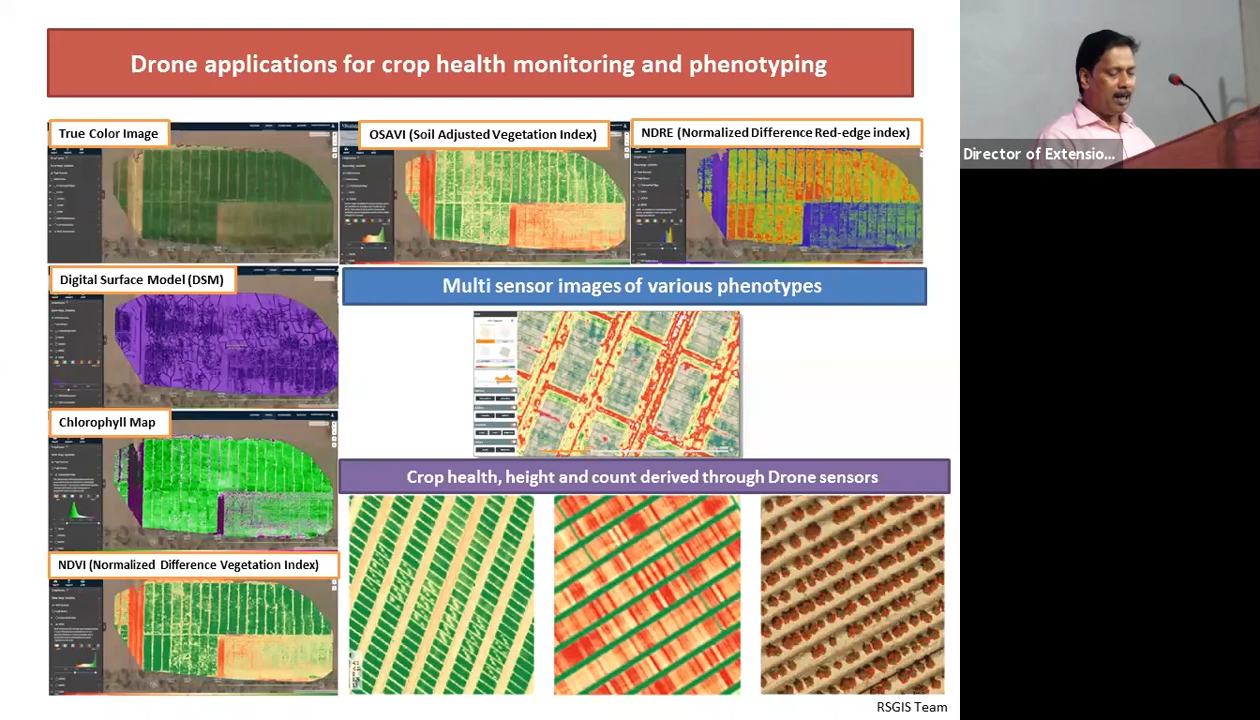 Drone applications for crop health monitoring and phenotyping
True Color Image
OSAVI (Soil Adjusted Vegetation Index)
NDRE (Normalized Difference Red-edge index)
Digital Surface Model (DSM)
Multi sensor images of various phenotypes
Chlorophyll Map
Crop health, height and count derived through Drone sensors
NDVI (Normalized Difference Vegetation Index)
RSGIS Team
Director of Extensio...